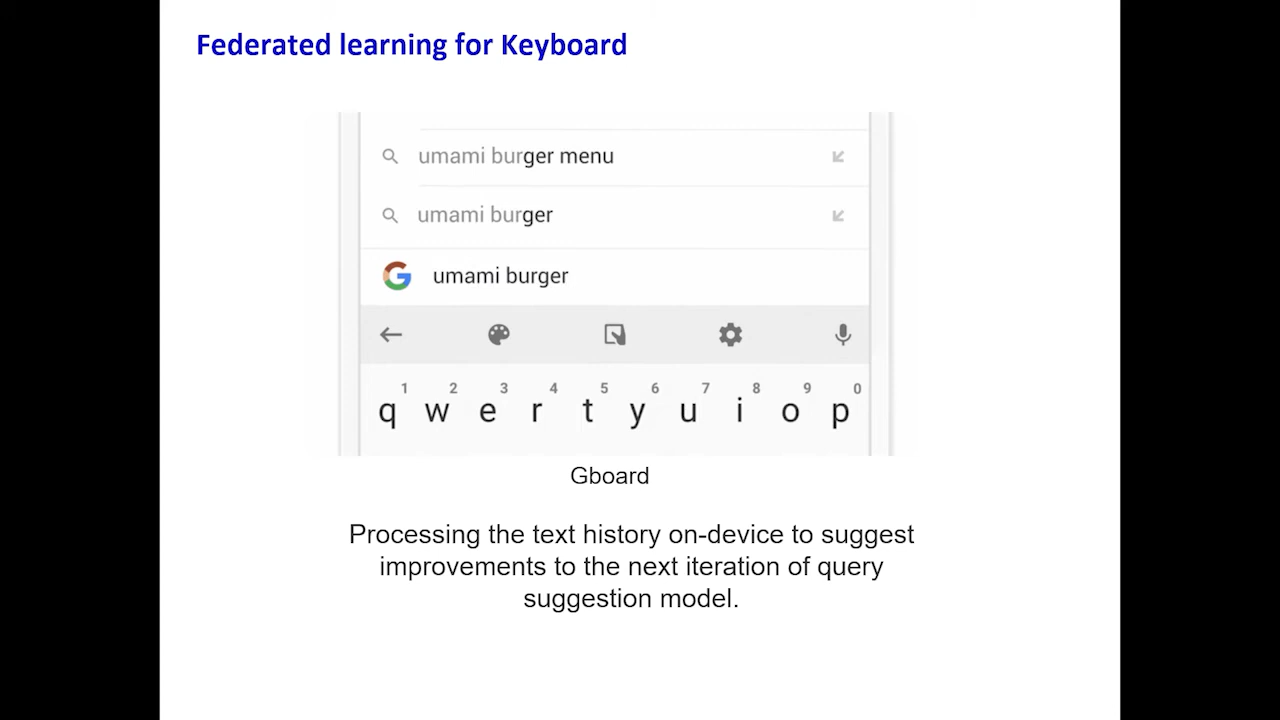 Federated learning for Keyboard
umami burger menu
umami burger
G umami burger
1 2 3 4 5 6 7 8 9 0
q w e r t y u i o p
Gboard
Processing the text history on-device to suggest
improvements to the next iteration of query
suggestion model.